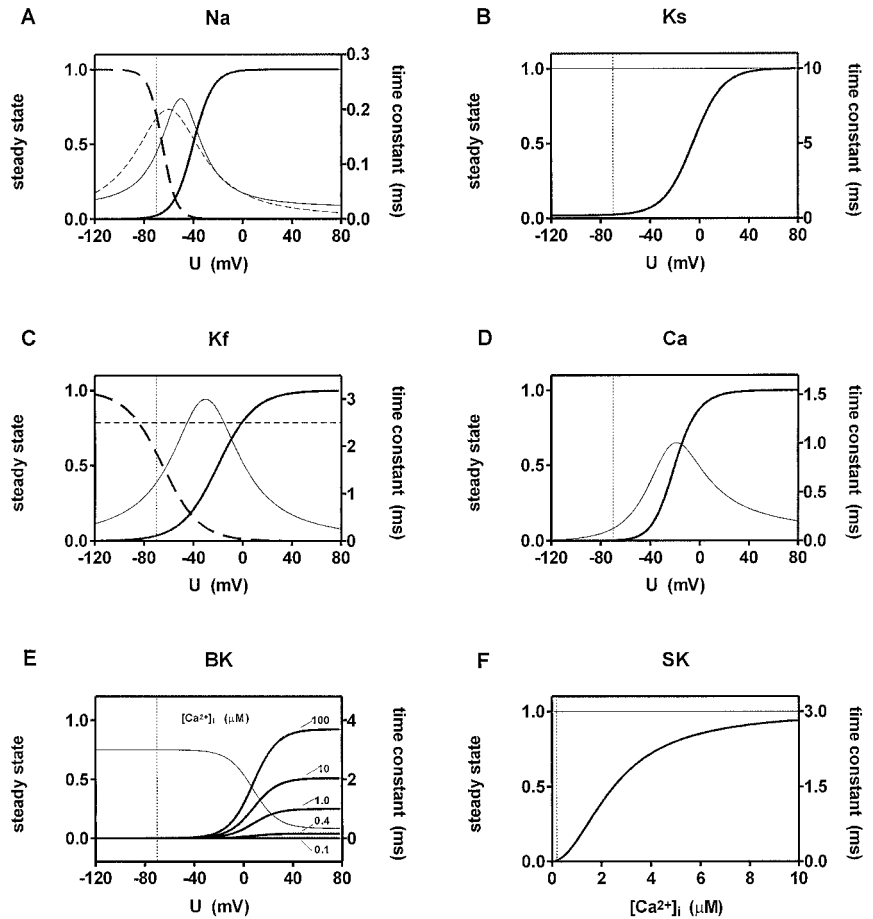 A
Na
steady state
1.0
0.5
0.0
0.3
0.2
0.1
0.0
time constant (ms)
-120 -80 -40 0 40 80
U (mV)
B
Ks
steady state
1.0
0.5
0.0
10
5
0
time constant (ms)
-120 -80 -40 0 40 80
U (mV)
C
Kf
steady state
1.0
0.5
0.0
3
2
1
0
time constant (ms)
-120 -80 -40 0 40 80
U (mV)
D
Ca
steady state
1.0
0.5
0.0
1.5
1.0
0.5
0.0
time constant (ms)
-120 -80 -40 0 40 80
U (mV)
E
BK
steady state
1.0
0.5
0.0
[Ca2+]i (µM)
100
10
1.0
0.4
0.1
4
2
0
time constant (ms)
-120 -80 -40 0 40 80
U (mV)
F
SK
steady state
1.0
0.5
0.0
3.0
1.5
0.0
time constant (ms)
0 2 4 6 8 10
[Ca2+]i (µM)